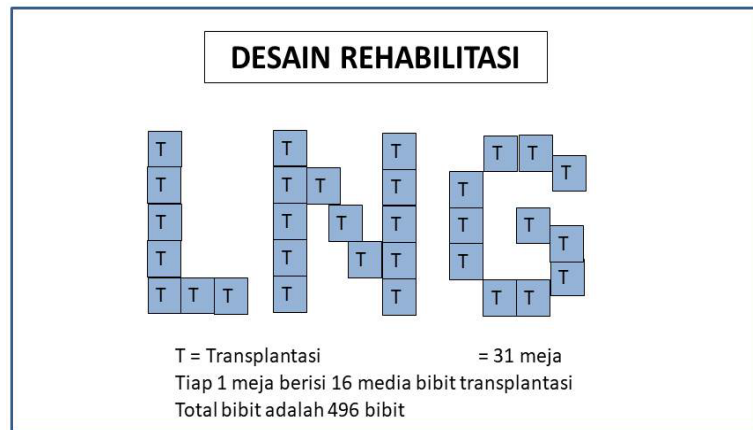 DESAIN REHABILITASI
T T T T T
T T T T T
T T T T T T
T T T T T T
T T T T
T T T T T
T T T T T T T
T = Transplantasi = 31 meja
Tiap 1 meja berisi 16 media bibit transplantasi
Total bibit adalah 496 bibit